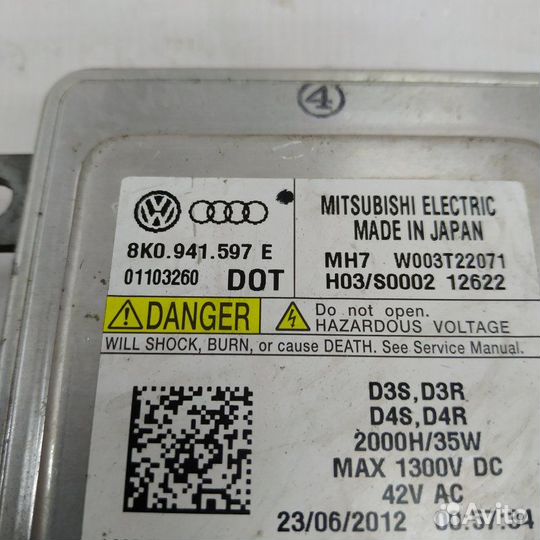 4
8K0.941.597 E
01103260 DOT
MITSUBISHI ELECTRIC
MADE IN JAPAN
MH7 W003T22071
H03/S0002 12622
DANGER
Do not open.
HAZARDOUS VOLTAGE
WILL SHOCK, BURN, or cause DEATH. See Service Manual.
D3S,D3R
D4S,D4R
2000H/35W
MAX 1300V DC
42V AC
23/06/2012
Avito